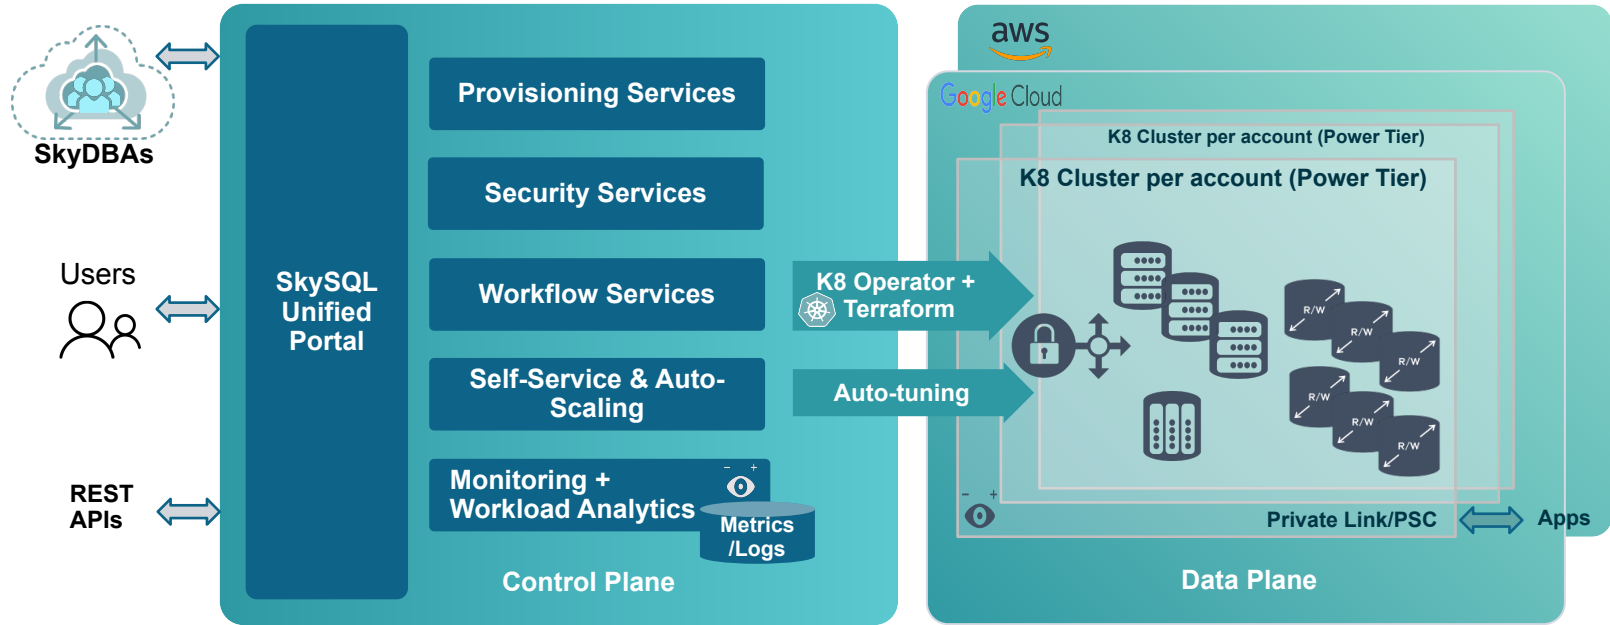 SkyDBAs
Users
REST
APIs
SkySQL
Unified
Portal
Provisioning Services
Security Services
Workflow Services
Self-Service & Auto-
Scaling
Monitoring +
Workload Analytics
- +
Metrics
/Logs
Control Plane
K8 Operator +
Terraform
Auto-tuning
aws
Google Cloud
K8 Cluster per account (Power Tier)
K8 Cluster per account (Power Tier)
R/W
R/W
R/W
R/W
R/W
R/W
- +
Private Link/PSC
Apps
Data Plane